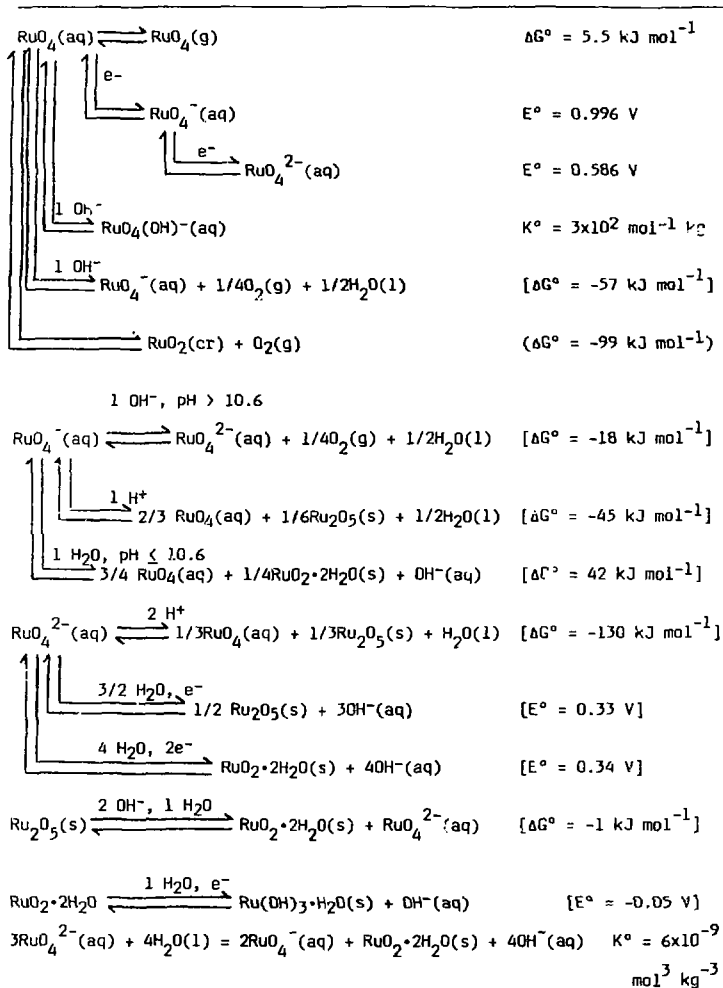 RuO₄(aq) ⇌ RuO₄(g) ΔG° = 5.5 kJ mol⁻¹
e-
RuO₄⁻(aq) E° = 0.996 V
e⁻
RuO₄²⁻(aq) E° = 0.586 V
1 OH⁻
RuO₄(OH)⁻(aq) K° = 3x10² mol⁻¹ kg
1 OH⁻
RuO₄⁻(aq) + 1/4O₂(g) + 1/2H₂O(l) [ΔG° = -57 kJ mol⁻¹]
RuO₂(cr) + O₂(g) (ΔG° = -99 kJ mol⁻¹)
1 OH⁻, pH > 10.6
RuO₄⁻(aq) ⇌ RuO₄²⁻(aq) + 1/4O₂(g) + 1/2H₂O(l) [ΔG° = -18 kJ mol⁻¹]
1 H⁺
2/3 RuO₄(aq) + 1/6Ru₂O₅(s) + 1/2H₂O(l) [ΔG° = -45 kJ mol⁻¹]
1 H₂O, pH ≤ 10.6
3/4 RuO₄(aq) + 1/4RuO₂•2H₂O(s) + OH⁻(aq) [ΔG° = 42 kJ mol⁻¹]
2 H⁺
RuO₄²⁻(aq) ⇌ 1/3RuO₄(aq) + 1/3Ru₂O₅(s) + H₂O(l) [ΔG° = -130 kJ mol⁻¹]
3/2 H₂O, e⁻
1/2 Ru₂O₅(s) + 3OH⁻(aq) [E° = 0.33 V]
4 H₂O, 2e⁻
RuO₂•2H₂O(s) + 4OH⁻(aq) [E° = 0.34 V]
2 OH⁻, 1 H₂O
Ru₂O₅(s) ⇌ RuO₂•2H₂O(s) + RuO₄²⁻(aq) [ΔG° = -1 kJ mol⁻¹]
1 H₂O, e⁻
RuO₂•2H₂O ⇌ Ru(OH)₃•H₂O(s) + OH⁻(aq) [E° = -0.05 V]
3RuO₄²⁻(aq) + 4H₂O(l) = 2RuO₄⁻(aq) + RuO₂•2H₂O(s) + 4OH⁻(aq) K° = 6x10⁻⁹
mol³ kg⁻³